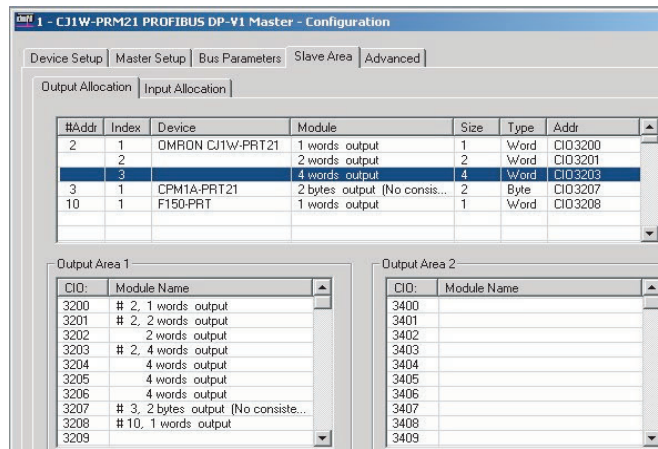 1 - CJ1W-PRM21 PROFIBUS DP-V1 Master - Configuration
Device Setup Master Setup Bus Parameters Slave Area Advanced
Output Allocation Input Allocation
#Addr Index Device Module Size Type Addr
2 1 OMRON CJ1W-PRT21 1 words output 1 Word CIO3200
2 2 words output 2 Word CIO3201
3 4 words output 4 Word CIO3203
3 1 CPM1A-PRT21 2 bytes output (No consis... 2 Byte CIO3207
10 1 F150-PRT 1 words output 1 Word CIO3208
Output Area 1
CIO: Module Name
3200 # 2, 1 words output
3201 # 2, 2 words output
3202 2 words output
3203 # 2, 4 words output
3204 4 words output
3205 4 words output
3206 4 words output
3207 # 3, 2 bytes output (No consiste...
3208 #10, 1 words output
3209
Output Area 2
CIO: Module Name
3400
3401
3402
3403
3404
3405
3406
3407
3408
3409